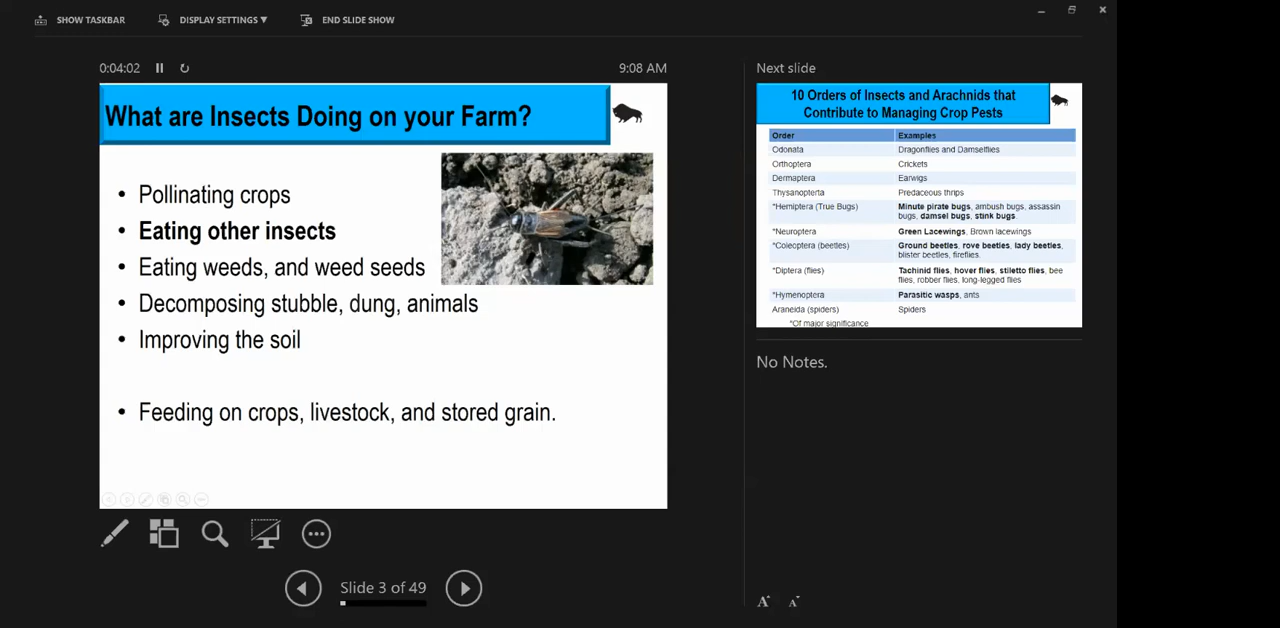 SHOW TASKBAR
DISPLAY SETTINGS ▼
END SLIDE SHOW
0:04:02
9:08 AM
What are Insects Doing on your Farm?
• Pollinating crops
• Eating other insects
• Eating weeds, and weed seeds
• Decomposing stubble, dung, animals
• Improving the soil
• Feeding on crops, livestock, and stored grain.
Slide 3 of 49
Next slide
10 Orders of Insects and Arachnids that
Contribute to Managing Crop Pests
Order Examples
Odonata Dragonflies and Damselflies
Orthoptera Crickets
Dermaptera Earwigs
Thysanopterta Predaceous thrips
*Hemiptera (True Bugs) Minute pirate bugs, ambush bugs, assassin
bugs, damsel bugs, stink bugs.
*Neuroptera Green Lacewings, Brown lacewings
*Coleoptera (beetles) Ground beetles, rove beetles, lady beetles,
blister beetles, fireflies.
*Diptera (flies) Tachinid flies, hover flies, stiletto flies, bee
flies, robber flies, long-legged flies
*Hymenoptera Parasitic wasps, ants
Araneida (spiders) Spiders
*Of major significance
No Notes.
A A